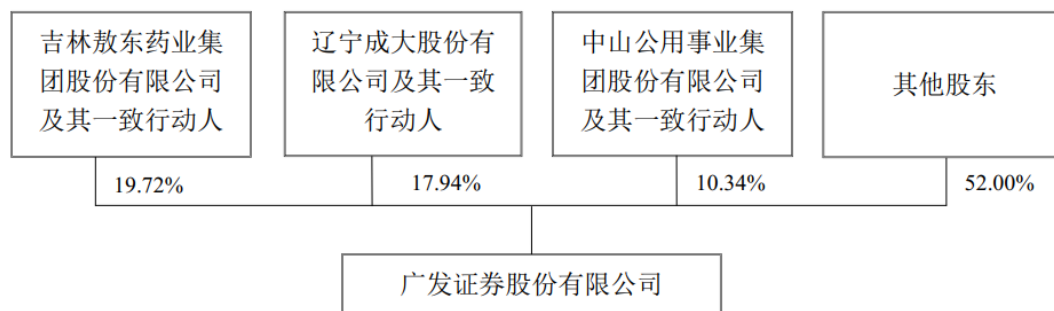 吉林敖东药业集
团股份有限公司
及其一致行动人
辽宁成大股份有
限公司及其一致
行动人
中山公用事业集
团股份有限公司
及其一致行动人
其他股东
19.72%
17.94%
10.34%
52.00%
广发证券股份有限公司